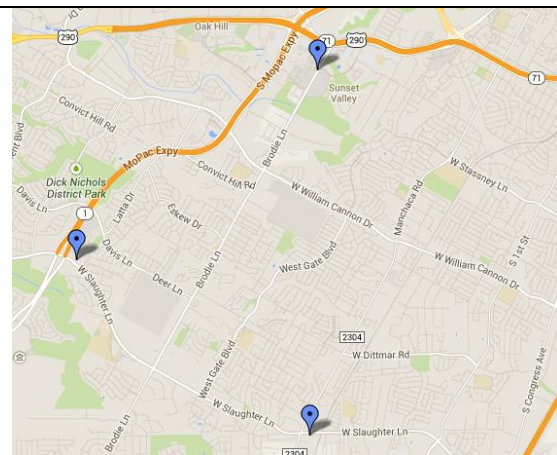 Oak Hill
290
71
290
S Mopac Expy
71
Sunset
Valley
Convict Hill Rd
MoPac Expy
Brodie Ln
W Stassney Ln
Convict Hill Rd
Manchaca Rd
Dick Nichols
District Park
W William Cannon Dr
Davis Ln
Latta Dr
Eskew Dr
1
S 1st St
Davis Ln
Deer Ln
Brodie Ln
West Gate Blvd
W William Cannon Dr
W Slaughter Ln
2304
W Dittmar Rd
West Gate Blvd
S Congress Ave
W Slaughter Ln
W Slaughter Ln
Brodie Ln
2304